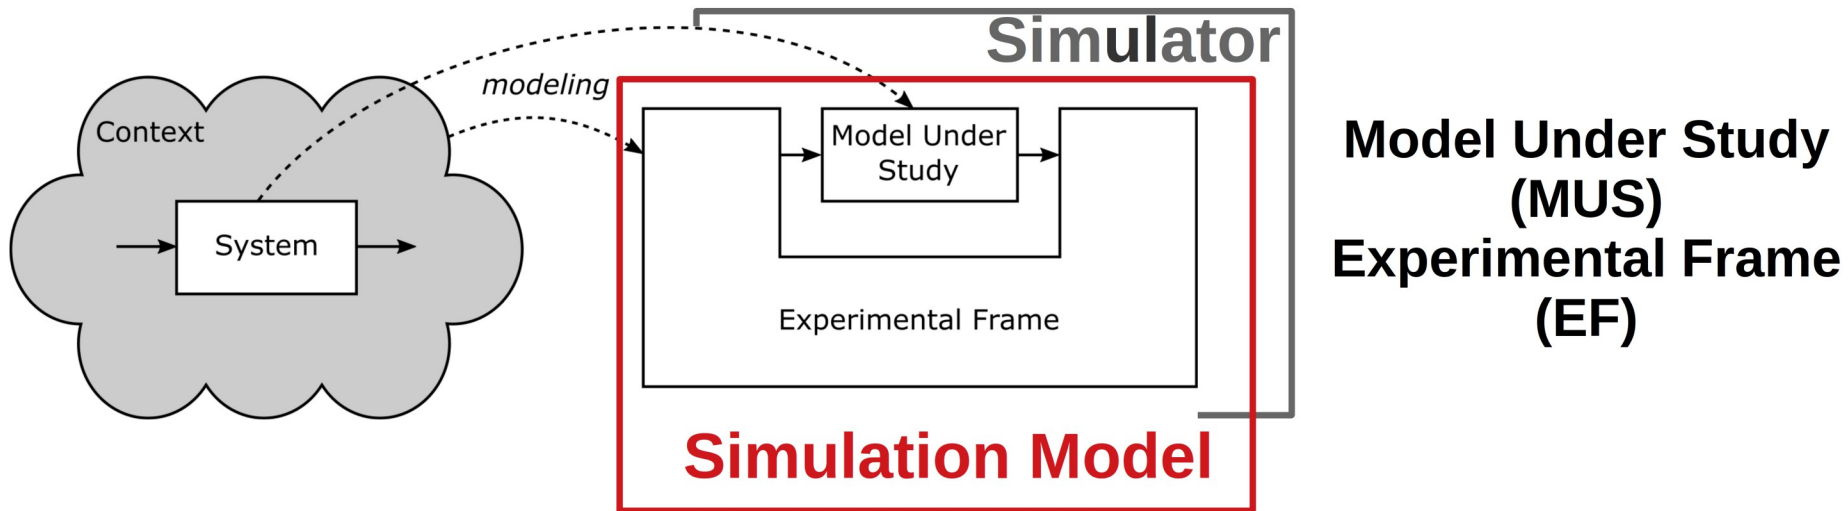 Simulator
modeling
Context
Model Under
Study
System
Experimental Frame
Simulation Model
Model Under Study
(MUS)
Experimental Frame
(EF)